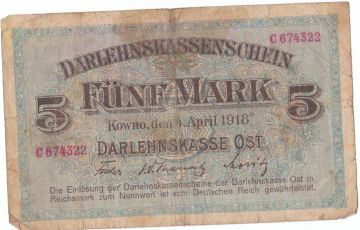 C 674322
DARLEHNSKASSENSCHEIN
5 FÜNF MARK 5
Kowno, den 4. April 1918
C 674322 DARLEHNSKASSE OST
Die Einlösung der Darlehnskassenscheine der Darlehnskasse Ost in
Reichsmark zum Nennwert ist vom Deutschen Reich gewährleistet.